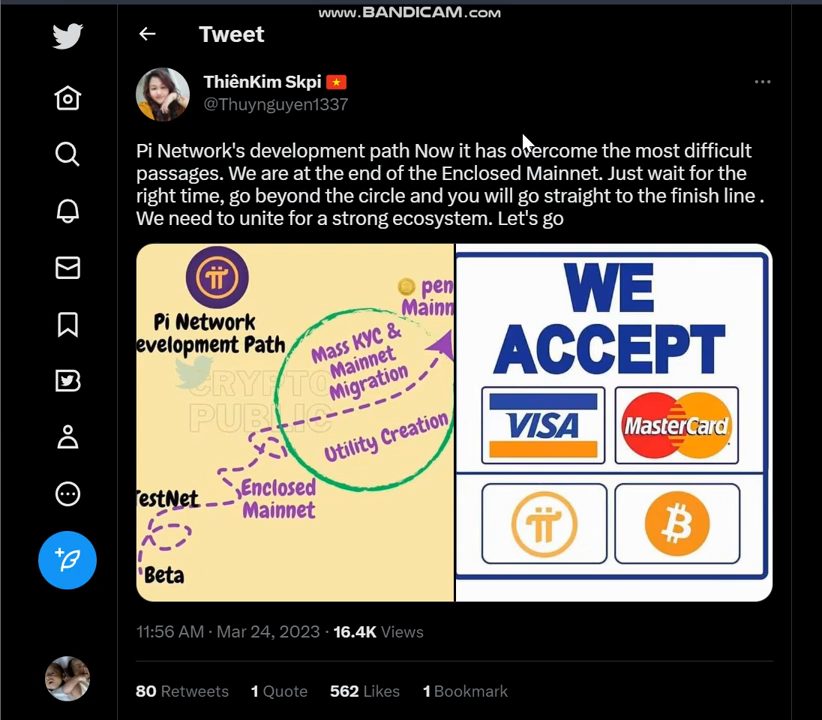 www.BANDICAM.com
Tweet
ThiênKim Skpi
@Thuynguyen1337
Pi Network's development path Now it has overcome the most difficult
passages. We are at the end of the Enclosed Mainnet. Just wait for the
right time, go beyond the circle and you will go straight to the finish line .
We need to unite for a strong ecosystem. Let's go
Pi Network
evelopment Path
pen
Mainn
Mass KYC &
Mainnet
Migration
CRYPTO
PUBLIC
Utility Creation
Enclosed
Mainnet
TestNet
Beta
WE
ACCEPT
VISA
MasterCard
11:56 AM · Mar 24, 2023 · 16.4K Views
80 Retweets 1 Quote 562 Likes 1 Bookmark